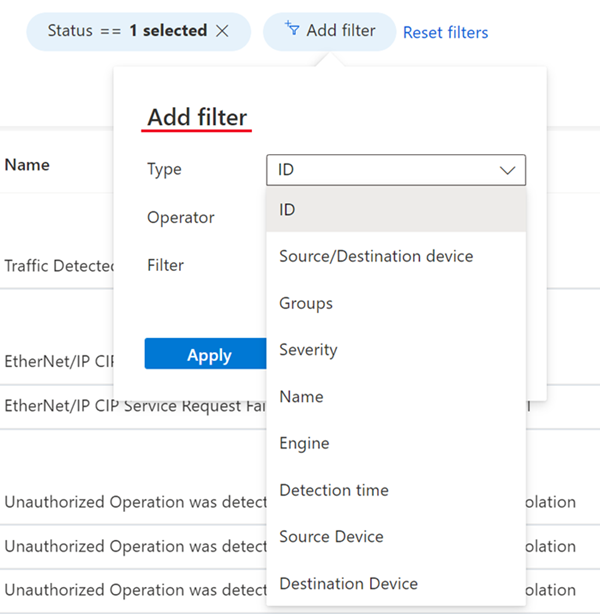 Status == 1 selected
Add filter
Reset filters
Add filter
Name
Type
ID
Operator
ID
Traffic Detected
Filter
Source/Destination device
Groups
Severity
Apply
EtherNet/IP CIP
Name
EtherNet/IP CIP Service Request Fai
Engine
Detection time
Unauthorized Operation was detect
olation
Source Device
Unauthorized Operation was detect
olation
Destination Device
Unauthorized Operation was detect
olation